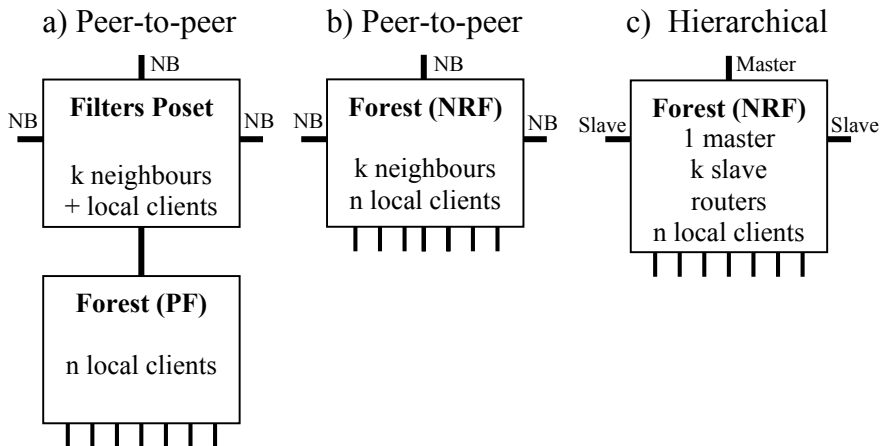 a) Peer-to-peer
NB
NB
Filters Poset
NB
k neighbours
+ local clients
Forest (PF)
n local clients
b) Peer-to-peer
NB
NB
Forest (NRF)
NB
k neighbours
n local clients
c) Hierarchical
Master
Slave
Forest (NRF)
Slave
1 master
k slave
routers
n local clients